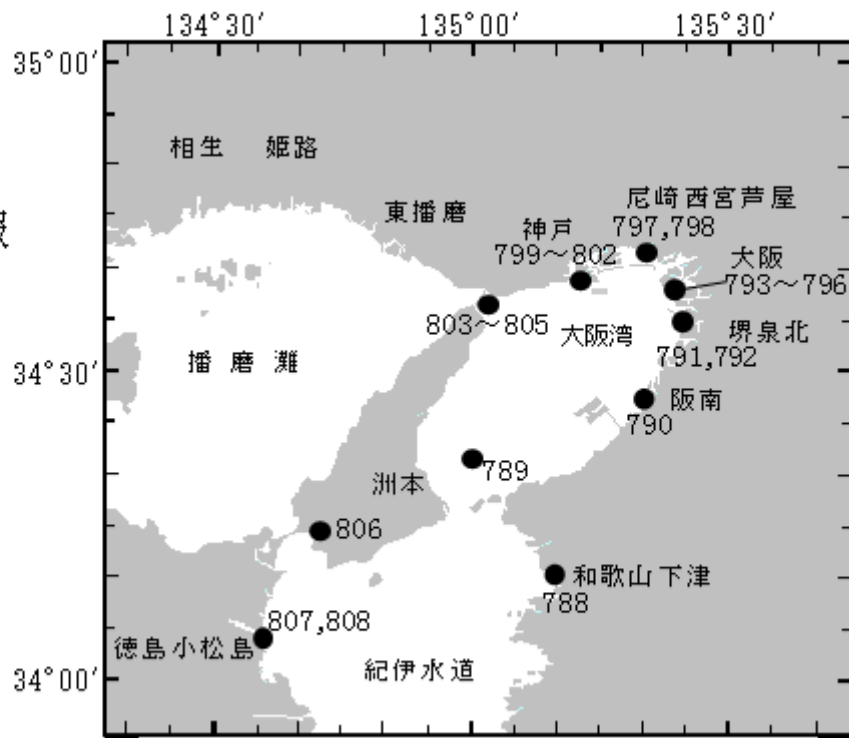 134°30′ 135°00′ 135°30′
35°00′
相生 姫路
尼崎西宮芦屋
東播磨
797,798
神戸
799～802
大阪
793～796
803～805
大阪湾
堺泉北
播磨灘
791,792
34°30′
阪南
790
789
洲本
806
和歌山下津
788
807,808
徳島小松島
紀伊水道
34°00′